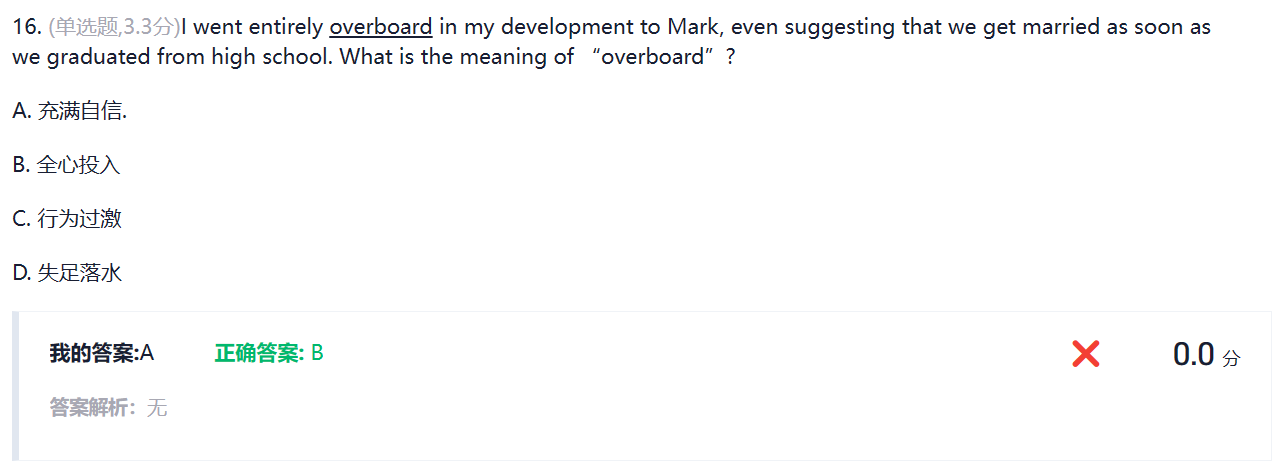 16. (单选题,3.3分)I went entirely overboard in my development to Mark, even suggesting that we get married as soon as
we graduated from high school. What is the meaning of “overboard”?
A. 充满自信.
B. 全心投入
C. 行为过激
D. 失足落水
我的答案:A 正确答案: B 0.0 分
答案解析：无